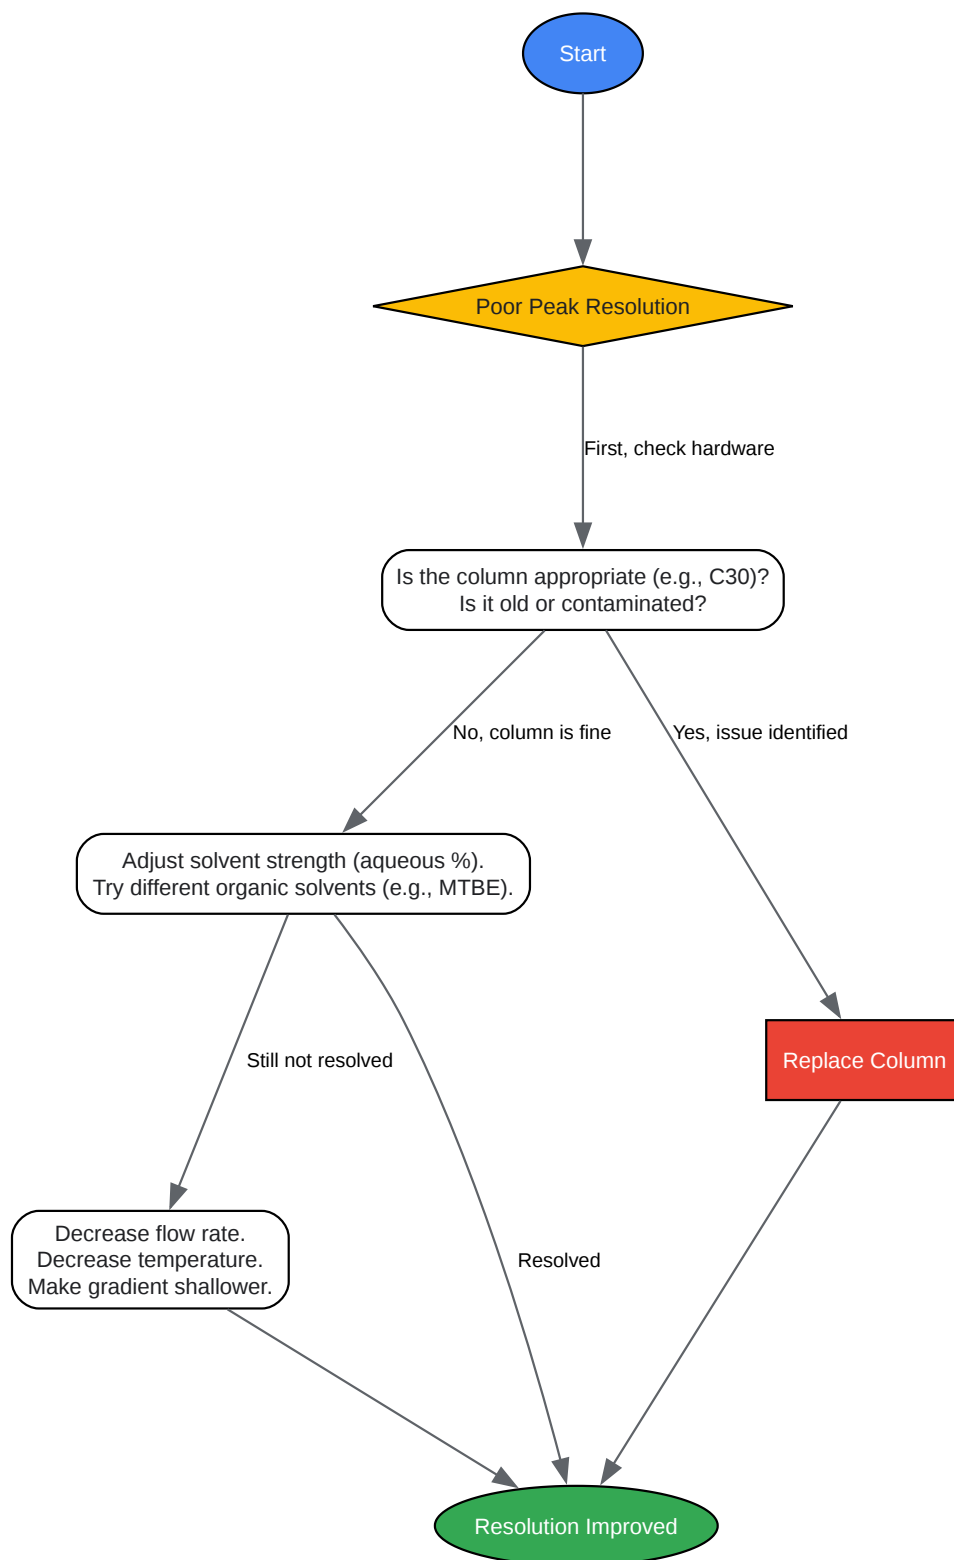 Start
Poor Peak Resolution
First, check hardware
Is the column appropriate (e.g., C30)?
Is it old or contaminated?
No, column is fine
Yes, issue identified
Adjust solvent strength (aqueous %).
Try different organic solvents (e.g., MTBE).
Still not resolved
Replace Column
Decrease flow rate.
Decrease temperature.
Make gradient shallower.
Resolved
Resolution Improved